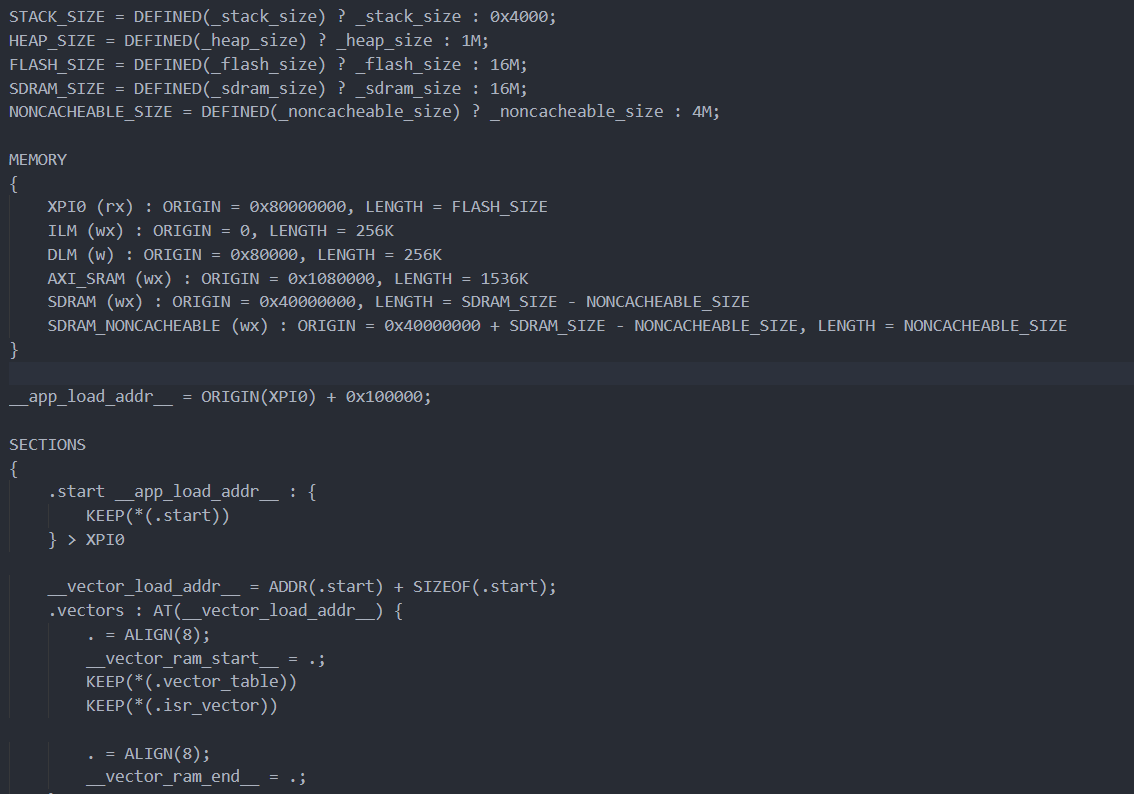 STACK_SIZE = DEFINED(_stack_size) ? _stack_size : 0x4000;
HEAP_SIZE = DEFINED(_heap_size) ? _heap_size : 1M;
FLASH_SIZE = DEFINED(_flash_size) ? _flash_size : 16M;
SDRAM_SIZE = DEFINED(_sdram_size) ? _sdram_size : 16M;
NONCACHEABLE_SIZE = DEFINED(_noncacheable_size) ? _noncacheable_size : 4M;

MEMORY
{
    XPI0 (rx) : ORIGIN = 0x80000000, LENGTH = FLASH_SIZE
    ILM (wx) : ORIGIN = 0, LENGTH = 256K
    DLM (w) : ORIGIN = 0x80000, LENGTH = 256K
    AXI_SRAM (wx) : ORIGIN = 0x1080000, LENGTH = 1536K
    SDRAM (wx) : ORIGIN = 0x40000000, LENGTH = SDRAM_SIZE - NONCACHEABLE_SIZE
    SDRAM_NONCACHEABLE (wx) : ORIGIN = 0x40000000 + SDRAM_SIZE - NONCACHEABLE_SIZE, LENGTH = NONCACHEABLE_SIZE
}

__app_load_addr__ = ORIGIN(XPI0) + 0x100000;

SECTIONS
{
    .start __app_load_addr__ : {
        KEEP(*(.start))
    } > XPI0

    __vector_load_addr__ = ADDR(.start) + SIZEOF(.start);
    .vectors : AT(__vector_load_addr__) {
        . = ALIGN(8);
        __vector_ram_start__ = .;
        KEEP(*(.vector_table))
        KEEP(*(.isr_vector))

        . = ALIGN(8);
        __vector_ram_end__ = .;